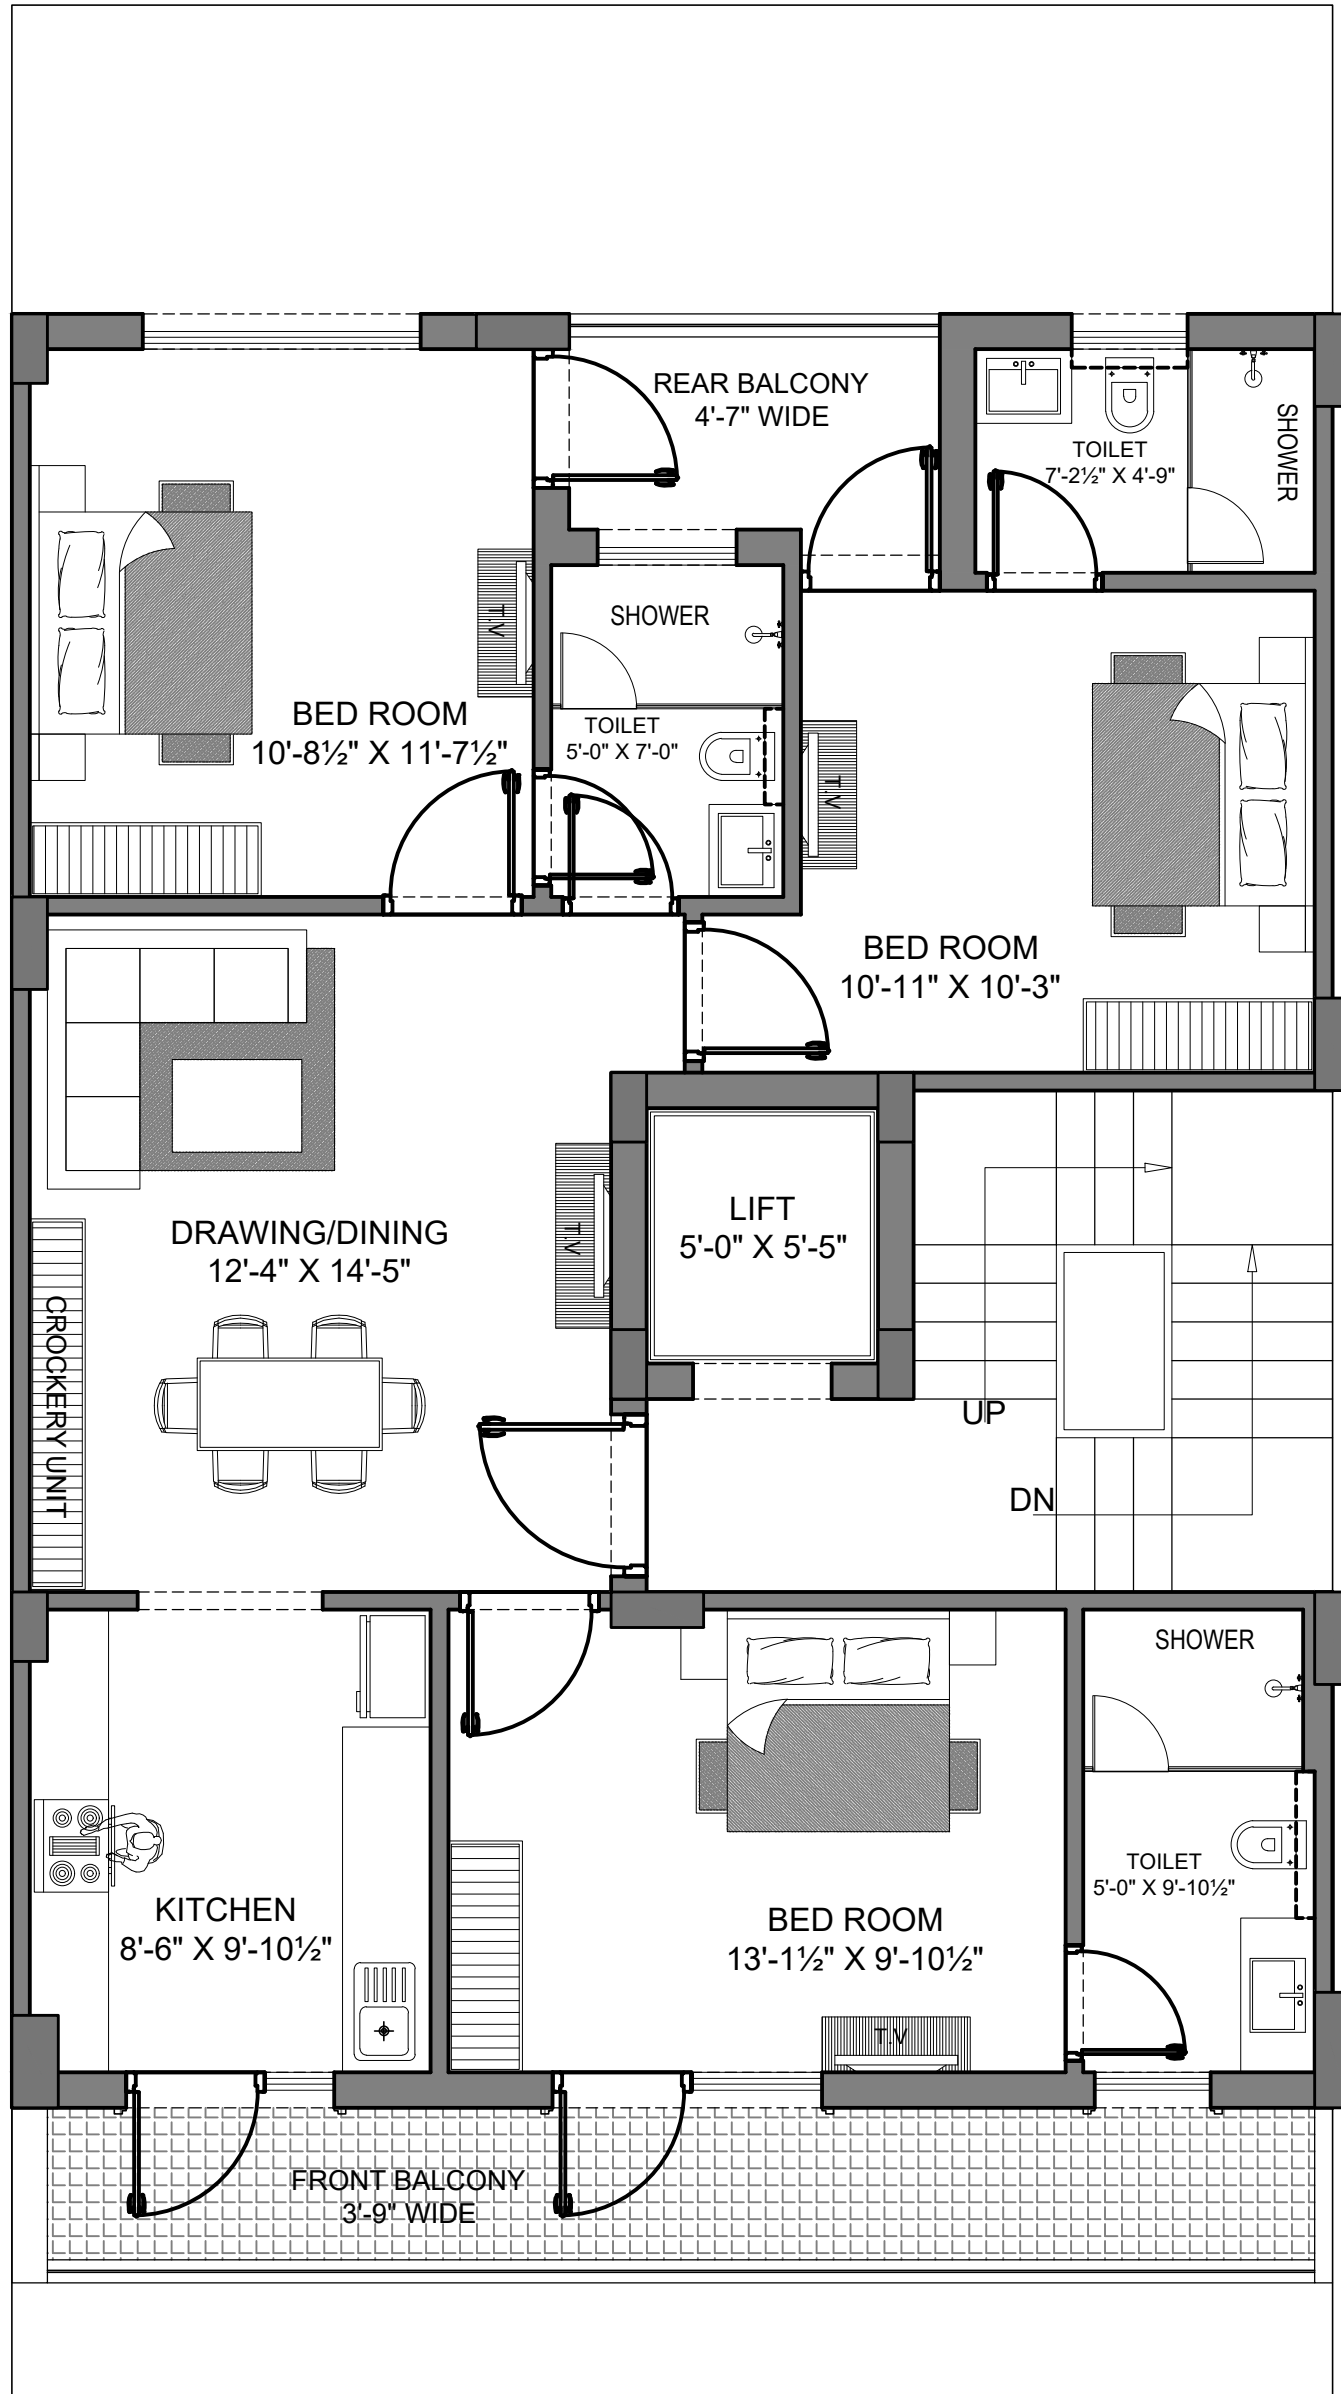 REAR BALCONY
4'-7" WIDE
SHOWER
TOILET
7'-2½" X 4'-9"
SHOWER
T.V
BED ROOM
10'-8½" X 11'-7½"
TOILET
5'-0" X 7'-0"
T.V
BED ROOM
10'-11" X 10'-3"
LIFT
5'-0" X 5'-5"
DRAWING/DINING
12'-4" X 14'-5"
T.V
CROCKERY UNIT
UP
DN
SHOWER
TOILET
5'-0" X 9'-10½"
KITCHEN
8'-6" X 9'-10½"
BED ROOM
13'-1½" X 9'-10½"
T.V
FRONT BALCONY
3'-9" WIDE